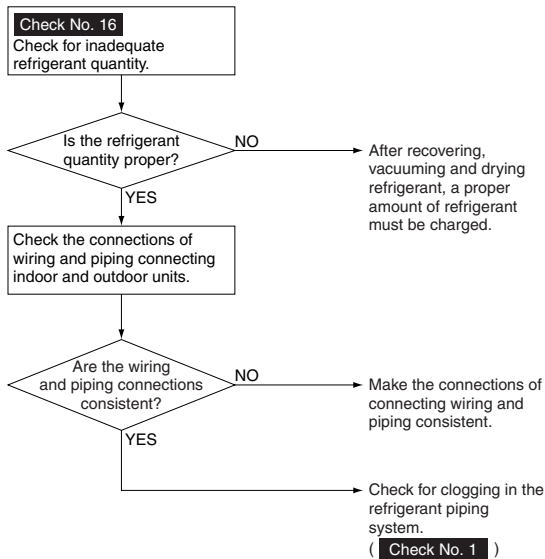 Check No. 16
Check for inadequate
refrigerant quantity.
Is the refrigerant
quantity proper?
NO
After recovering,
vacuuming and drying
refrigerant, a proper
amount of refrigerant
must be charged.
YES
Check the connections of
wiring and piping connecting
indoor and outdoor units.
Are the wiring
and piping connections
consistent?
NO
Make the connections of
connecting wiring and
piping consistent.
YES
Check for clogging in the
refrigerant piping
system.
( Check No. 1 )